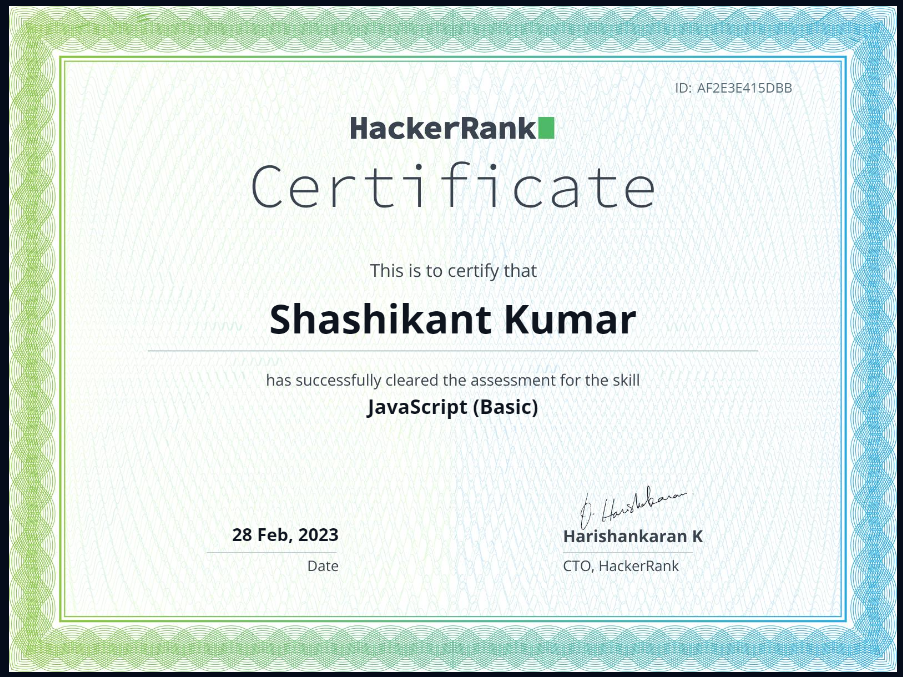 ID: AF2E3E415DBB
HackerRank
Certificate
This is to certify that
Shashikant Kumar
has successfully cleared the assessment for the skill
JavaScript (Basic)
D. Harishankaran
28 Feb, 2023
Harishankaran K
Date
CTO, HackerRank